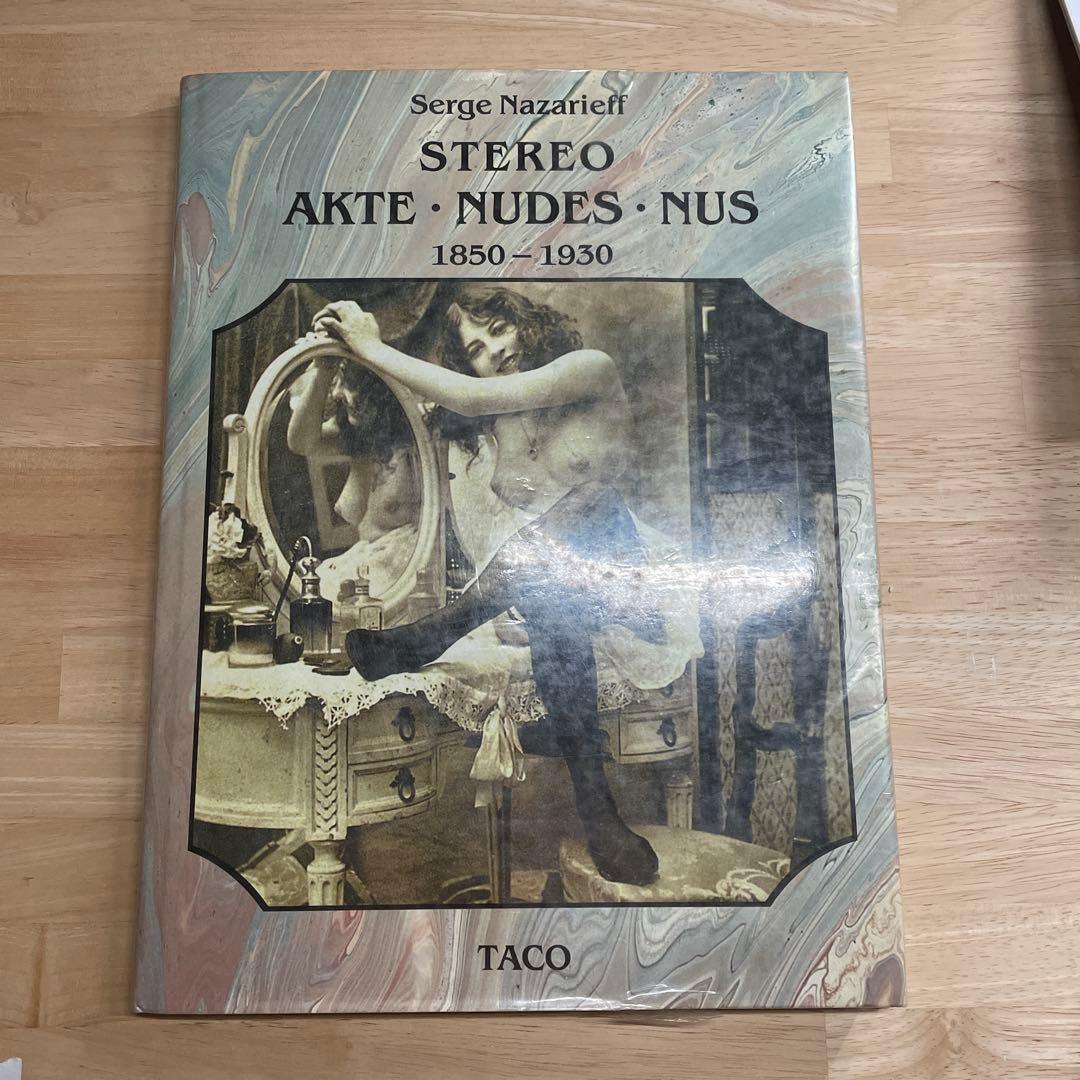 Serge Nazarieff
STEREO
AKTE · NUDES · NUS
1850 – 1930
TACO